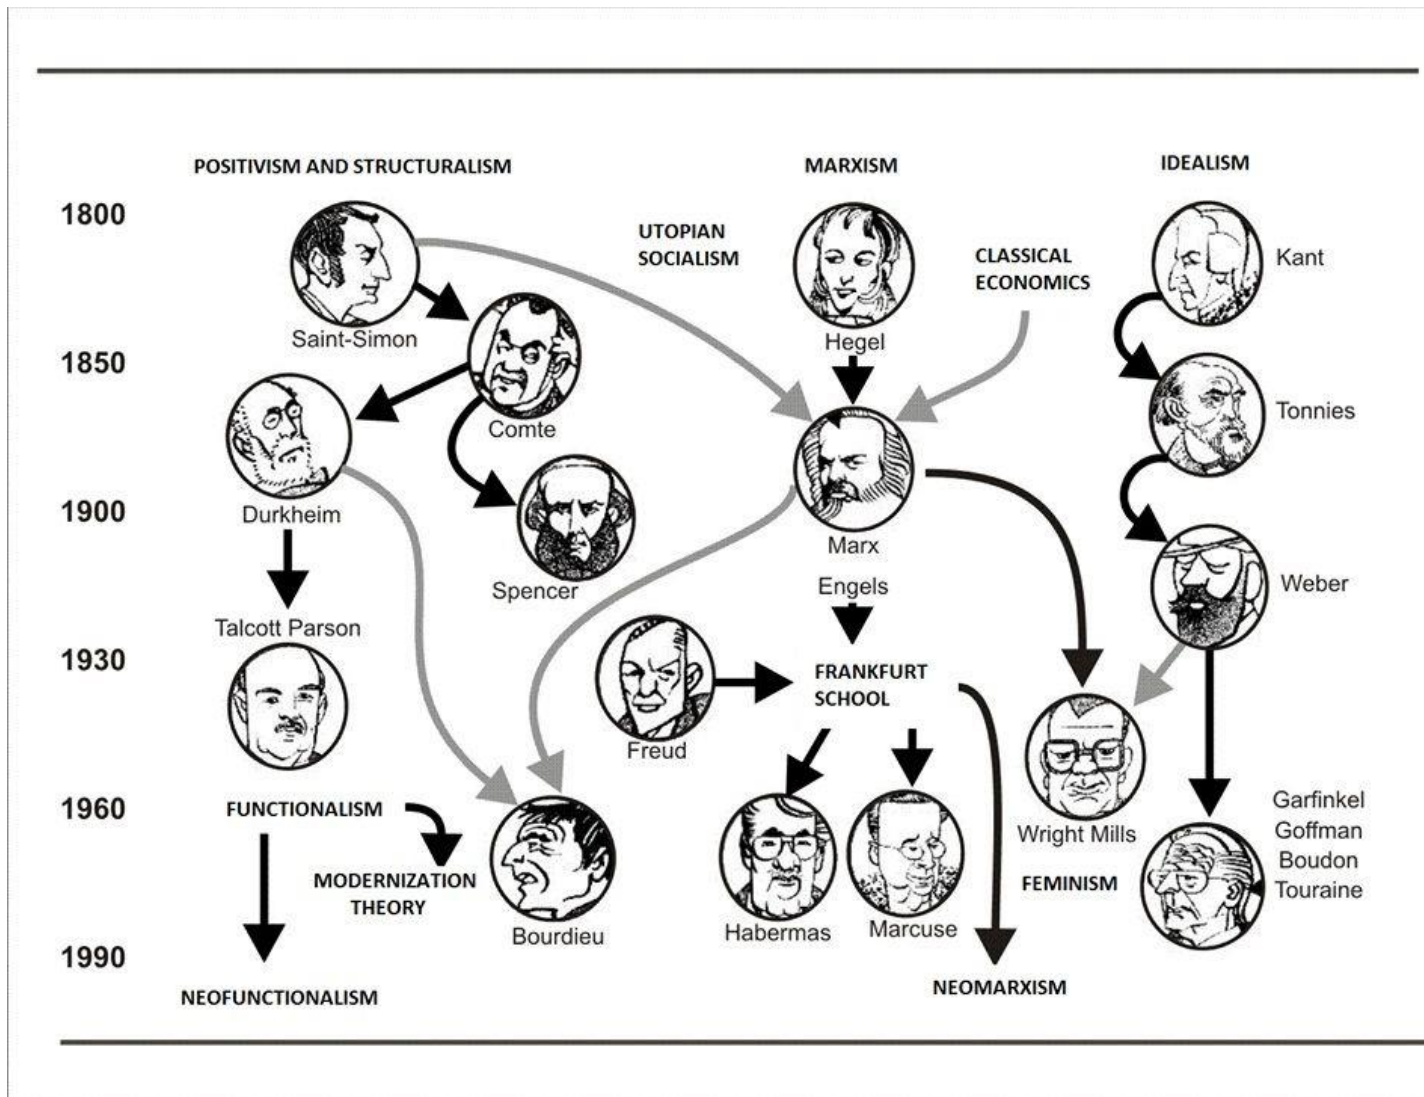 POSITIVISM AND STRUCTURALISM
MARXISM
IDEALISM
1800
UTOPIAN
SOCIALISM
CLASSICAL
ECONOMICS
Kant
Saint-Simon
Hegel
1850
Comte
Tonnies
Durkheim
1900
Marx
Spencer
Engels
Weber
Talcott Parson
1930
FRANKFURT
SCHOOL
Freud
1960
FUNCTIONALISM
Wright Mills
Garfinkel
Goffman
Boudon
Touraine
MODERNIZATION
THEORY
FEMINISM
Bourdieu
Habermas
Marcuse
1990
NEOFUNCTIONALISM
NEOMARXISM